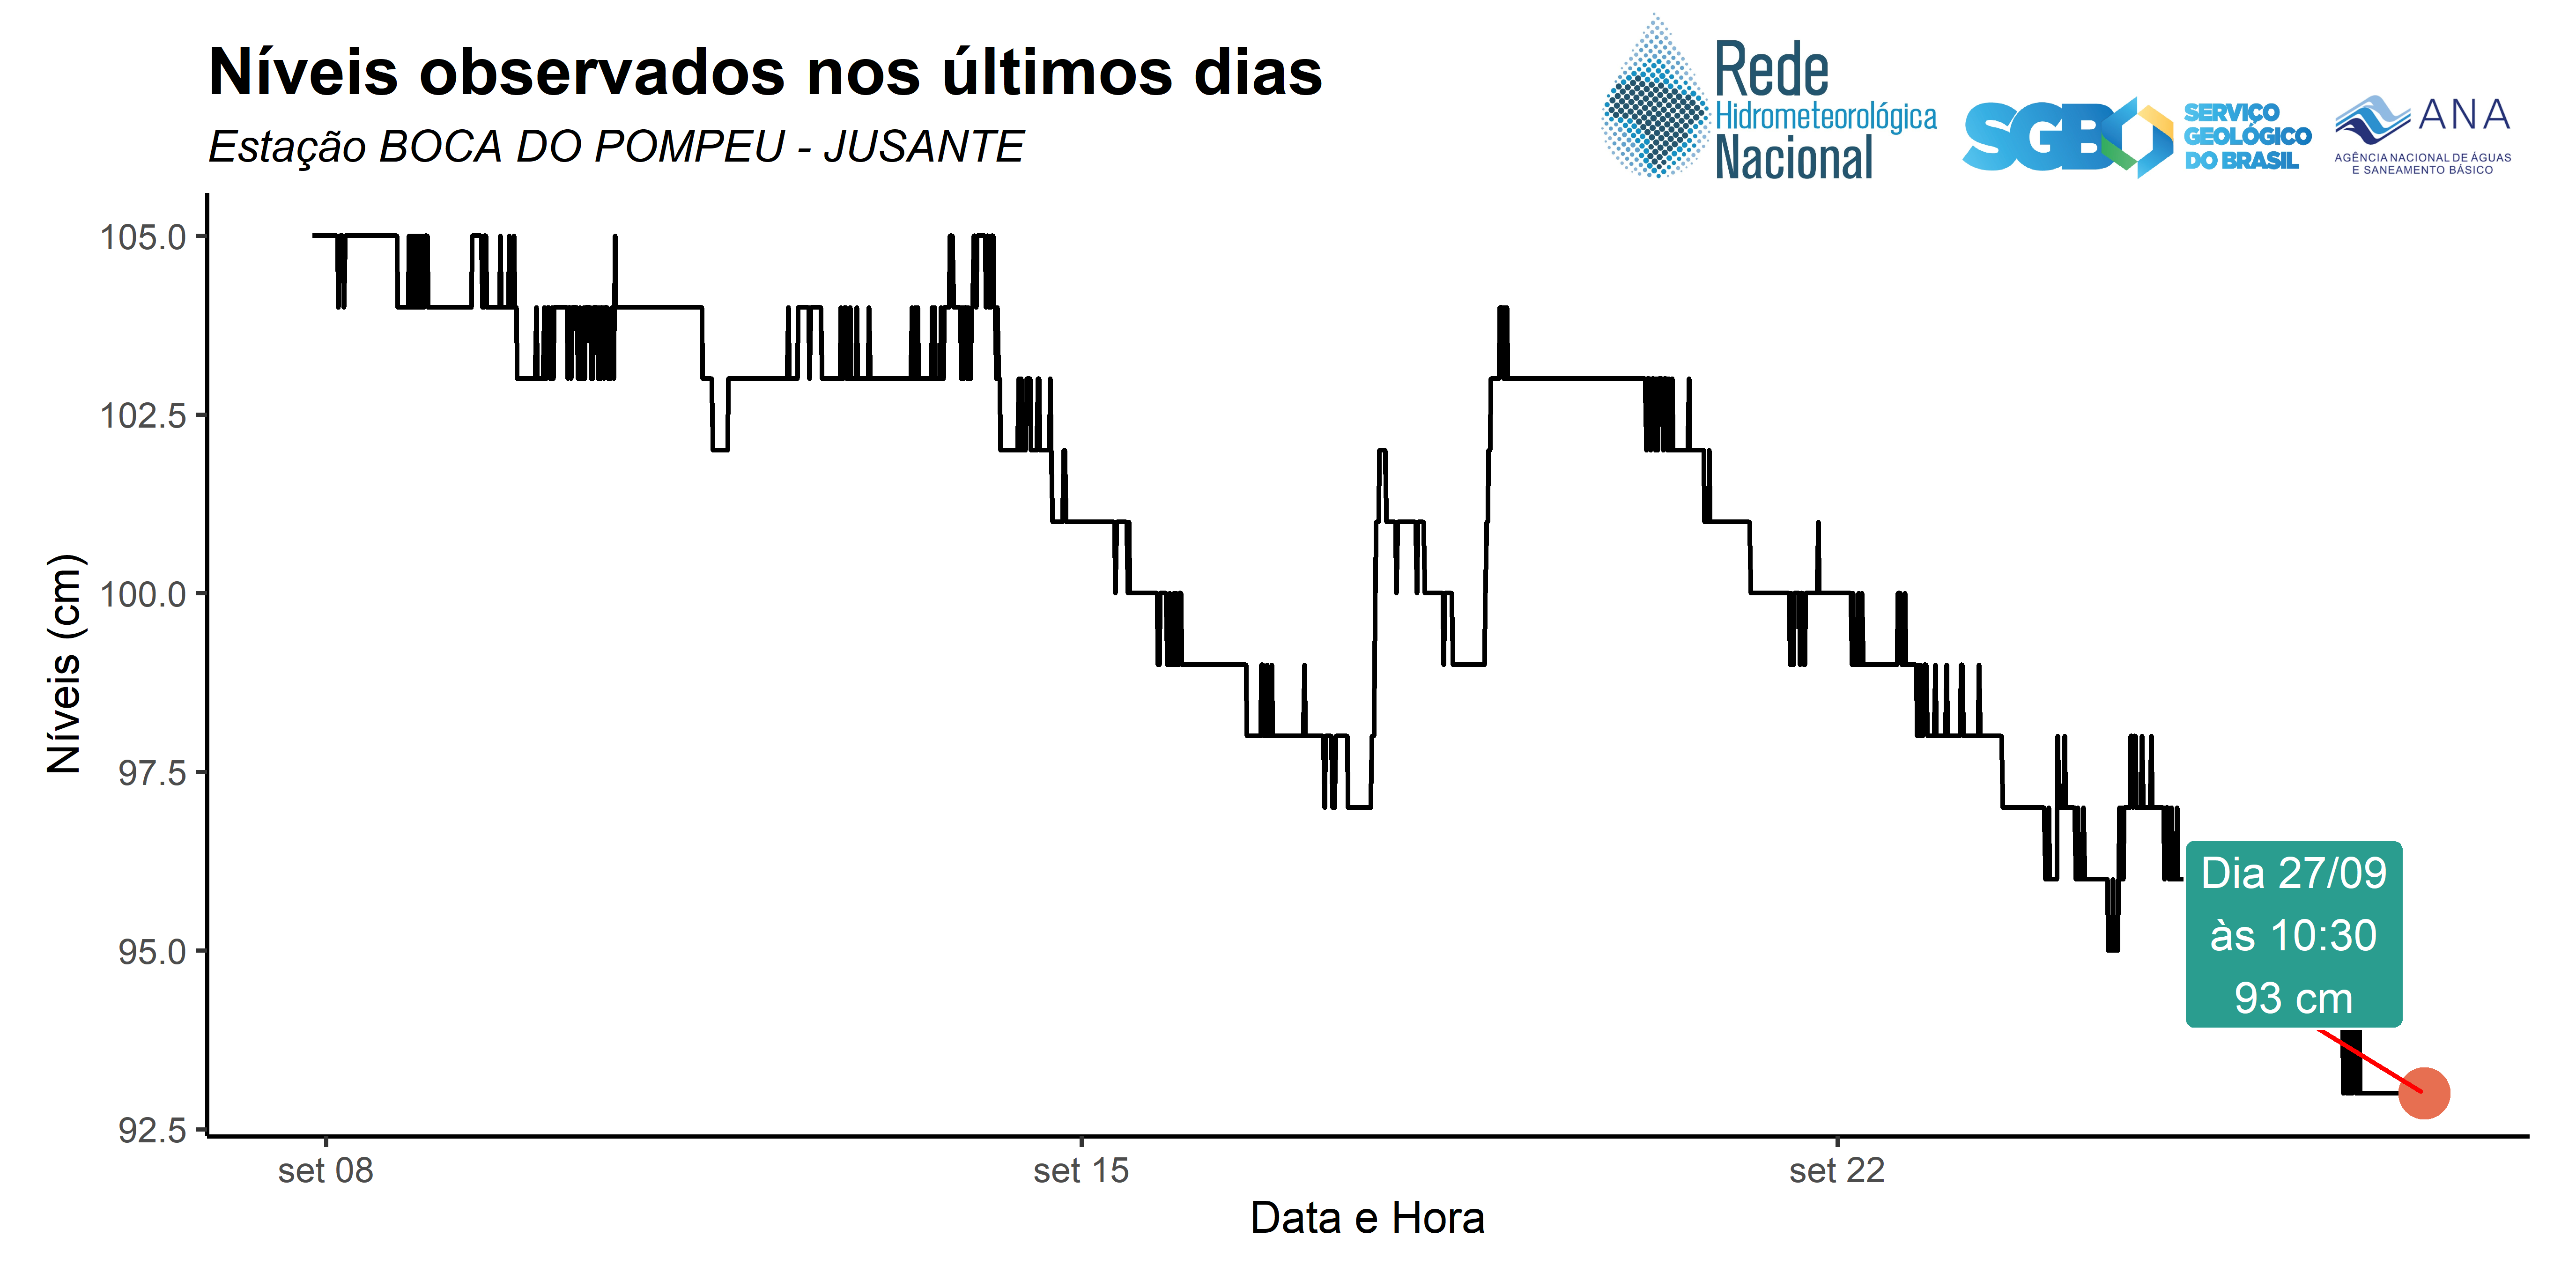 Níveis observados nos últimos dias
Estação BOCA DO POMPEU - JUSANTE
Rede
Hidrometeorológica
Nacional
SGB
SERVIÇO
GEOLÓGICO
DO BRASIL
ANA
AGÊNCIA NACIONAL DE ÁGUAS
E SANEAMENTO BÁSICO
Níveis (cm)
105.0
102.5
100.0
97.5
95.0
92.5
Dia 27/09
às 10:30
93 cm
set 08
set 15
set 22
Data e Hora